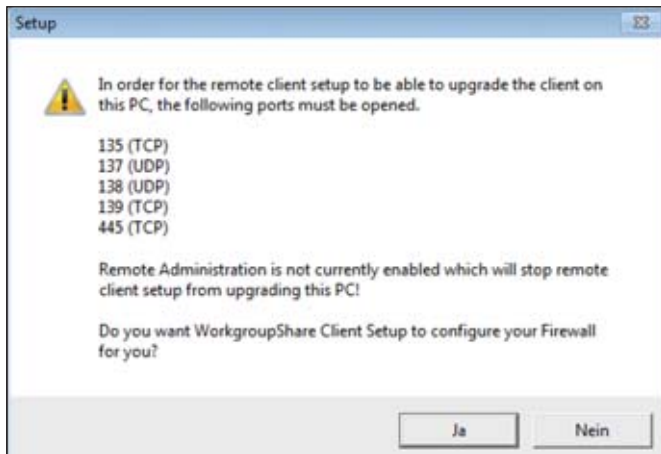 Setup
In order for the remote client setup to be able to upgrade the client on
this PC, the following ports must be opened.
135 (TCP)
137 (UDP)
138 (UDP)
139 (TCP)
445 (TCP)
Remote Administration is not currently enabled which will stop remote
client setup from upgrading this PC!
Do you want WorkgroupShare Client Setup to configure your Firewall
for you?
Ja
Nein